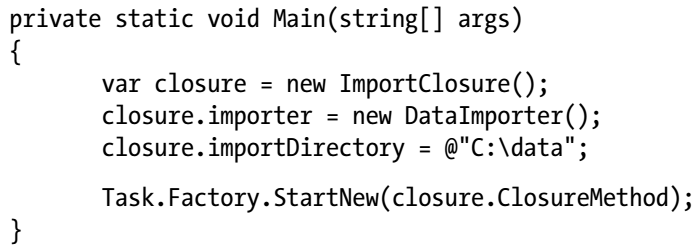 private static void Main(string[] args)
{
var closure = new ImportClosure();
closure.importer = new DataImporter();
closure.importDirectory = @"C:\data";
Task.Factory.StartNew(closure.ClosureMethod);
}